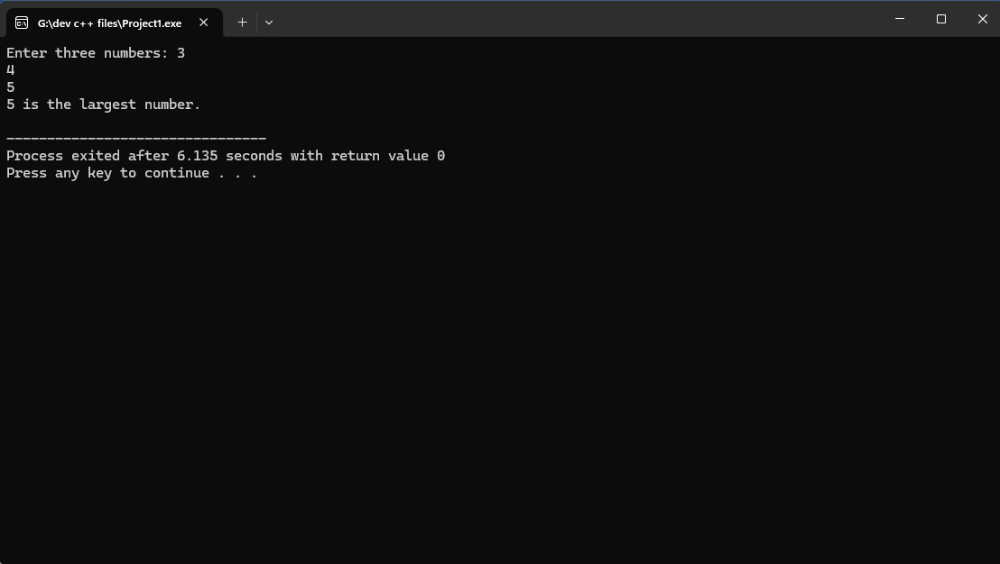 G:\dev c++ files\Project1.exe
Enter three numbers: 3
4
5
5 is the largest number.
--------------------------------
Process exited after 6.135 seconds with return value 0
Press any key to continue . . .